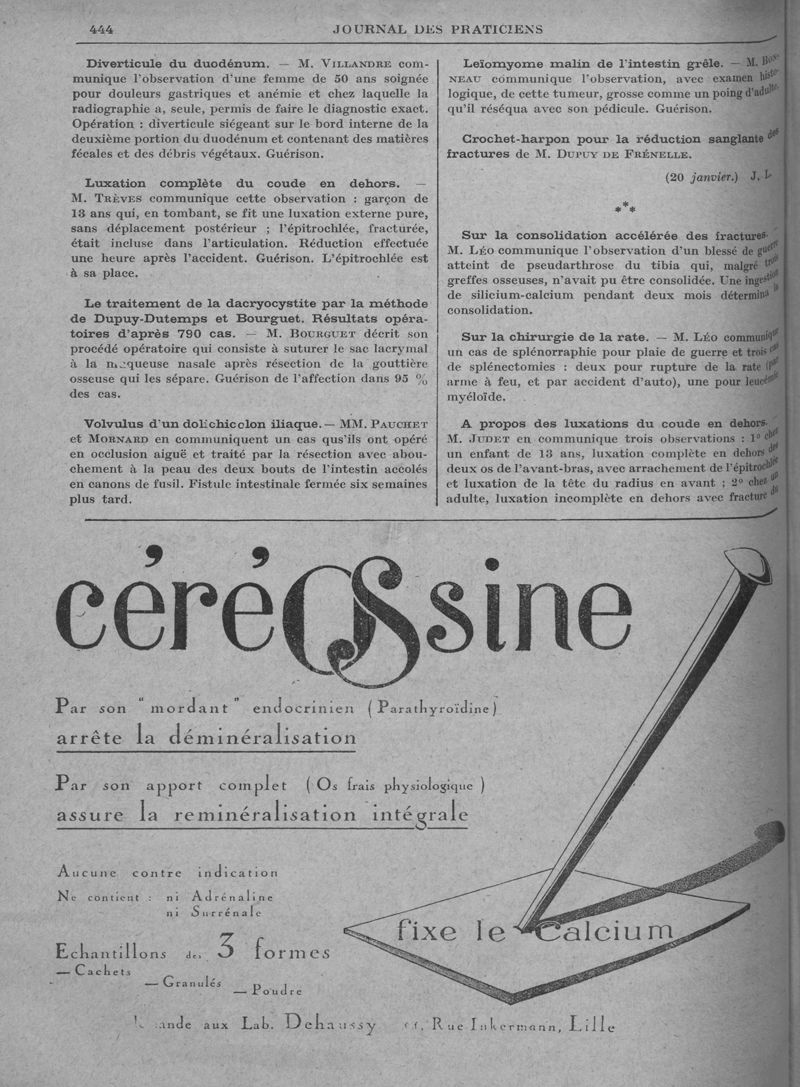 444
JOURNAL DES PRATICIENS
Diverticule du duodénum. — M. VILLANDRE com-
munique l'observation d'une femme de 50 ans soignée
pour douleurs gastriques et anémie et chez laquelle la
radiographie a, seule, permis de faire le diagnostic exact.
Opération : diverticule siégeant sur le bord interne de la
deuxième portion du duodénum et contenant des matières
fécales et des débris végétaux. Guérison.
Luxation complète du coude en dehors. —
M. TRÈVES communique cette observation : garçon de
13 ans qui, en tombant, se fit une luxation externe pure,
sans déplacement postérieur ; l'épitrochlée, fracturée,
était incluse dans l'articulation. Réduction effectuée
une heure après l'accident. Guérison. L'épitrochlée est
à sa place.
Le traitement de la dacryocystite par la méthode
de Dupuy-Dutemps et Bourguet. Résultats opéra-
toires d'après 790 cas. — M. BOURGUET décrit son
procédé opératoire qui consiste à suturer le sac lacrymal
à la muqueuse nasale après résection de la gouttière
osseuse qui les sépare. Guérison de l'affection dans 95 %
des cas.
Volvulus d'un dolichicolon iliaque. — MM. PAUCHET
et MORNARD en communiquent un cas qus'ils ont opéré
en occlusion aiguë et traité par la résection avec abou-
chement à la peau des deux bouts de l'intestin accolés
en canons de fusil. Fistule intestinale fermée six semaines
plus tard.
Leïomyome malin de l'intestin grêle. — M. BON-
NEAU communique l'observation, avec examen histo-
logique, de cette tumeur, grosse comme un poing d'adulte,
qu'il réséqua avec son pédicule. Guérison.
Crochet-harpon pour la réduction sanglante des
fractures de M. DUPUY DE FRÉNELLE.
(20 janvier.) J. L
***
Sur la consolidation accélérée des fractures.
M. LÉO communique l'observation d'un blessé de guerre
atteint de pseudarthrose du tibia qui, malgré trois
greffes osseuses, n'avait pu être consolidée. Une ingestion
de silicium-calcium pendant deux mois détermina la
consolidation.
Sur la chirurgie de la rate. — M. LÉO communique
un cas de splénorraphie pour plaie de guerre et trois cas
de splénectomies : deux pour rupture de la rate (par
arme à feu, et par accident d'auto), une pour leucémie
myéloïde.
A propos des luxations du coude en dehors.
M. JUDET en communique trois observations : 1° chez
un enfant de 13 ans, luxation complète en dehors des
deux os de l'avant-bras, avec arrachement de l'épitrochlée
et luxation de la tête du radius en avant ; 2° chez un
adulte, luxation incomplète en dehors avec fracture du
céréOSsine
Par son "mordant" endocrinien (Parathyroïdine)
arrête la déminéralisation
Par son apport complet (Os frais physiologique)
assure la reminéralisation intégrale
Aucune contre indication
Ne contient : ni Adrénaline
ni Surrénale
Echantillons des 3 formes
— Cachets
— Granulés
— Poudre
fixe le Calcium
aux Lab. Dehaussy Rue Inkermann, Lille